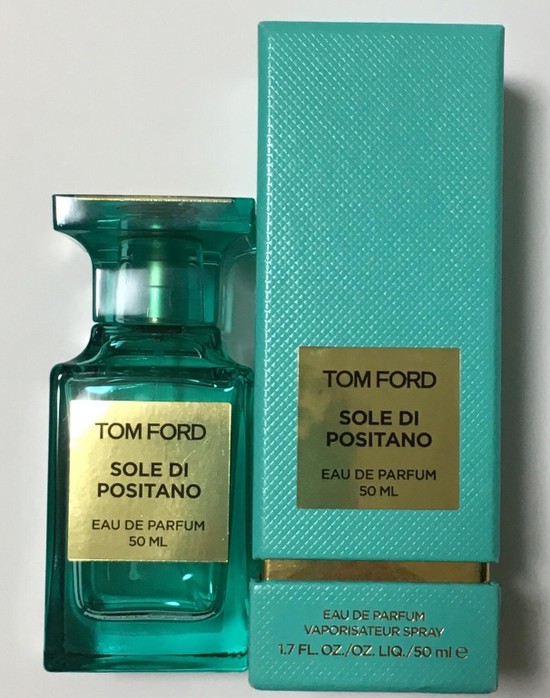 TOM FORD
SOLE DI
POSITANO
EAU DE PARFUM
50 ML
TOM FORD
SOLE DI
POSITANO
EAU DE PARFUM
50 ML
EAU DE PARFUM
VAPORISATEUR SPRAY
1.7 FL. OZ./OZ. LIQ./50 ml ℮